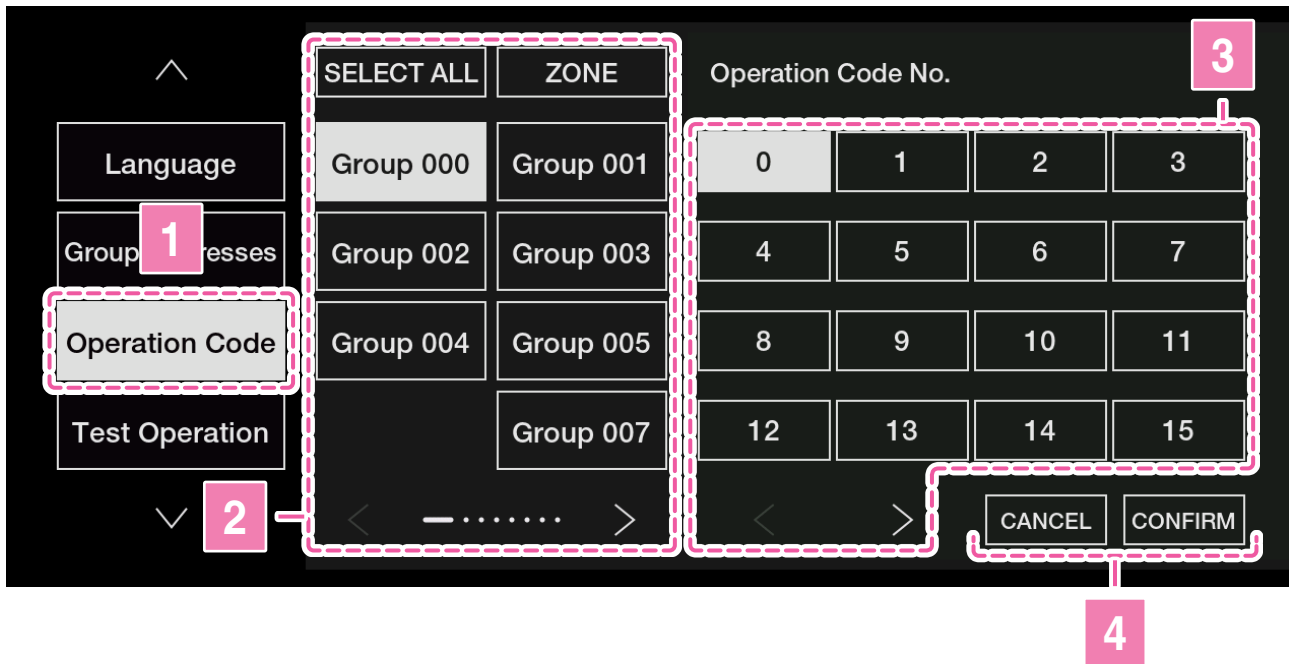 SELECT ALL
ZONE
Operation Code No.
3
Language
Group 000
Group 001
0
1
2
3
1
Group resses
Group 002
Group 003
4
5
6
7
Operation Code
Group 004
Group 005
8
9
10
11
Test Operation
Group 007
12
13
14
15
2
CANCEL
CONFIRM
4